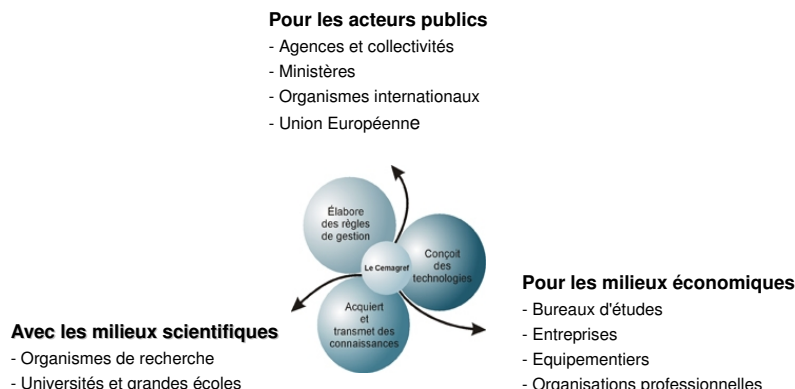 Pour les acteurs publics
- Agences et collectivités
- Ministères
- Organismes internationaux
- Union Européenne
Élabore
des règles
de gestion
Conçoit
des
technologies
Le Cemagref
Acquiert
et
transmet des
connaissances
Pour les milieux économiques
- Bureaux d'études
- Entreprises
- Equipementiers
- Organisations professionnelles
Avec les milieux scientifiques
- Organismes de recherche
- Universités et grandes écoles